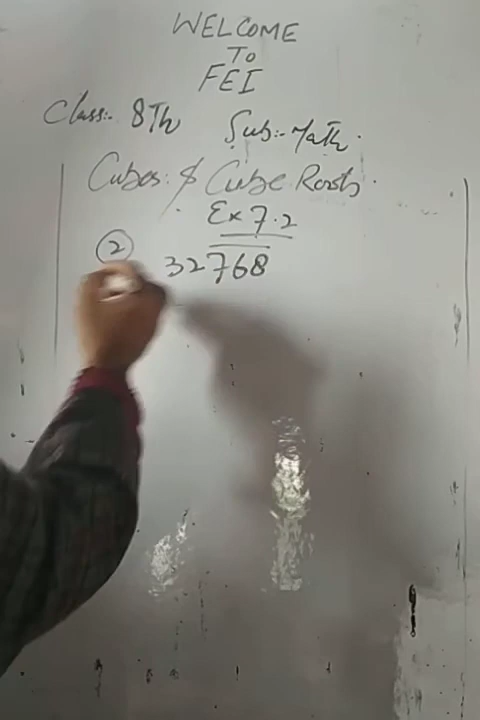 WELCOME
To
FEI
Class:- 8Th Sub:- Math.
Cubes & Cube Roots.
Ex 7.2
② 32768